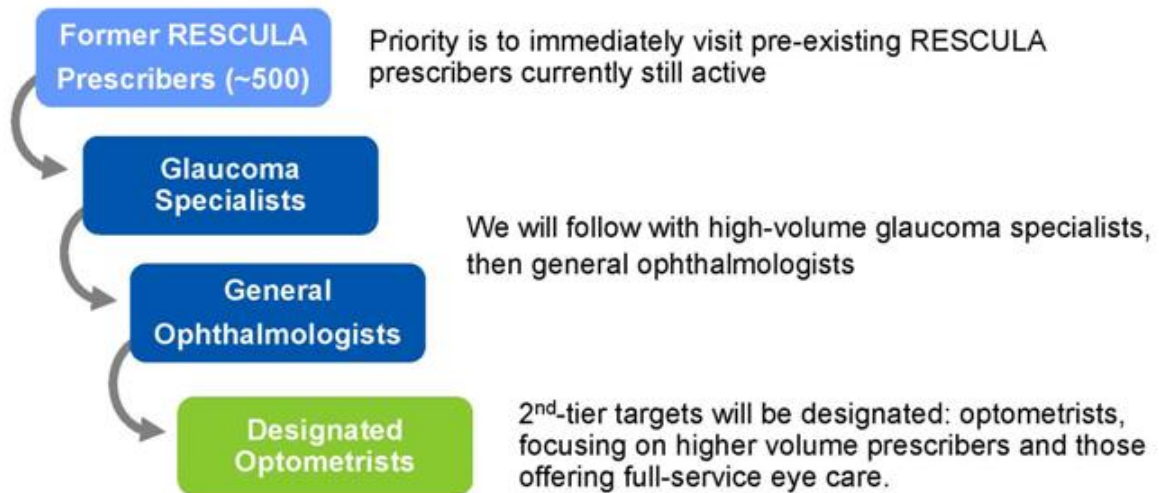 Former RESCULA
Prescribers (~500)
Priority is to immediately visit pre-existing RESCULA
prescribers currently still active
Glaucoma
Specialists
We will follow with high-volume glaucoma specialists,
then general ophthalmologists
General
Ophthalmologists
Designated
Optometrists
2nd-tier targets will be designated: optometrists,
focusing on higher volume prescribers and those
offering full-service eye care.